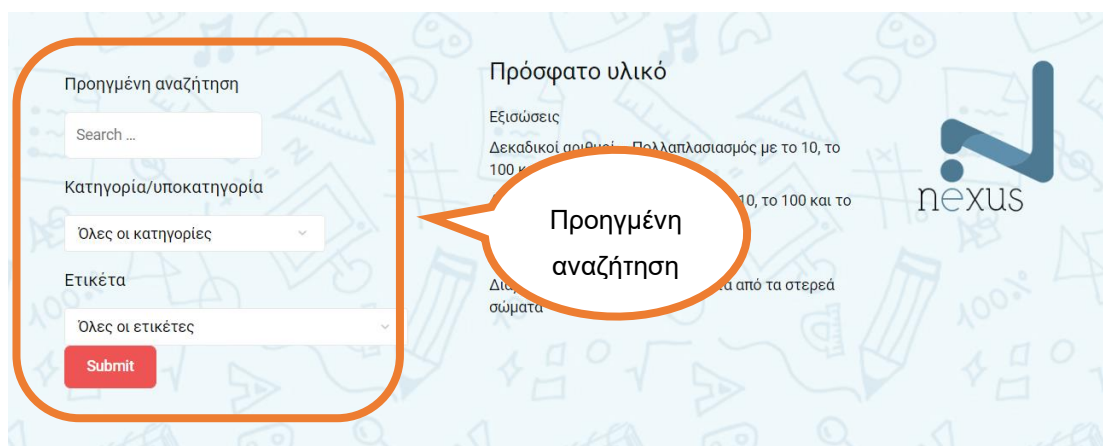 Προηγμένη αναζήτηση
Search ...
Κατηγορία/υποκατηγορία
Όλες οι κατηγορίες
Ετικέτα
Όλες οι ετικέτες
Submit
Πρόσφατο υλικό
Εξισώσεις
Δεκαδικοί αριθμοί – Πολλαπλασιασμός με το 10, το
100
10, το 100 και το
από τα στερεά
σώματα
Προηγμένη
αναζήτηση
nexus